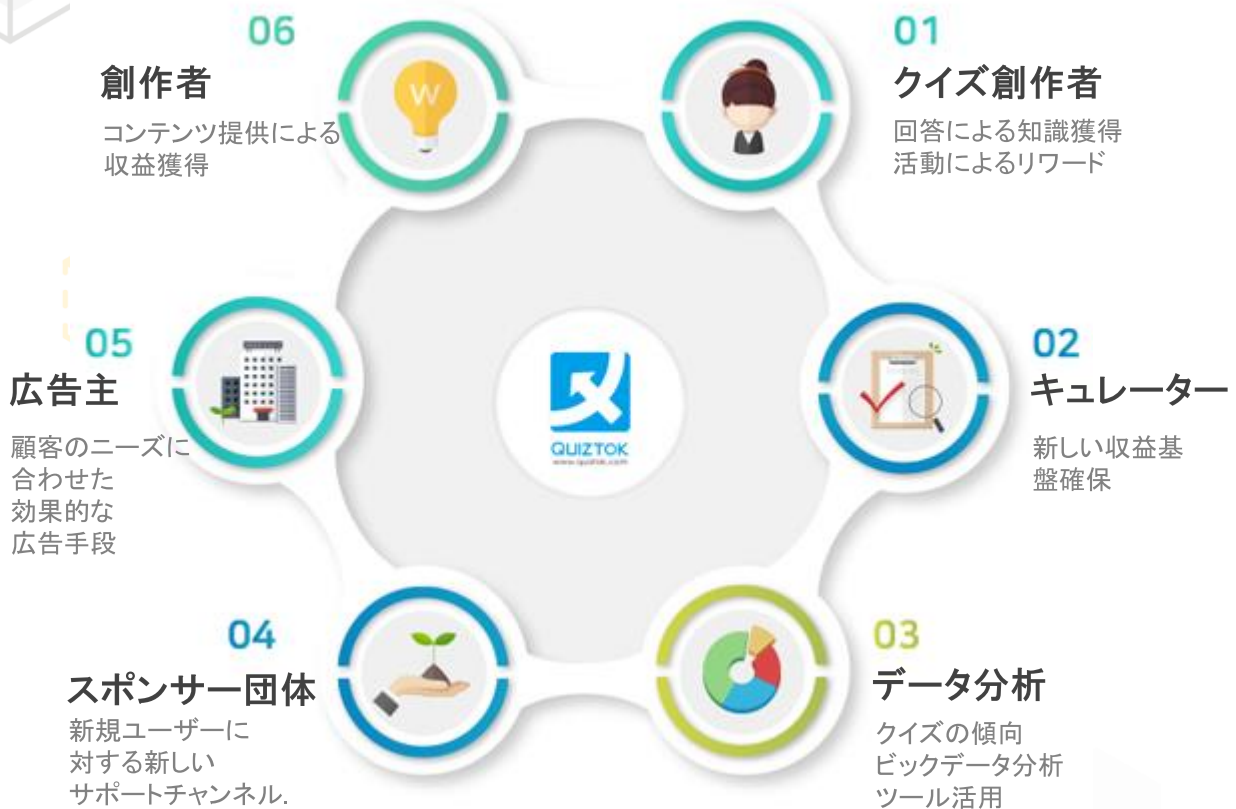 06
創作者
コンテンツ提供による
収益獲得
01
クイズ創作者
回答による知識獲得
活動によるリワード
05
広告主
顧客のニーズに
合わせた
効果的な
広告手段
QUIZTOK
www.quiztok.com
02
キュレーター
新しい収益基
盤確保
04
スポンサー団体
新規ユーザーに
対する新しい
サポートチャンネル.
03
データ分析
クイズの傾向
ビックデータ分析
ツール活用
W